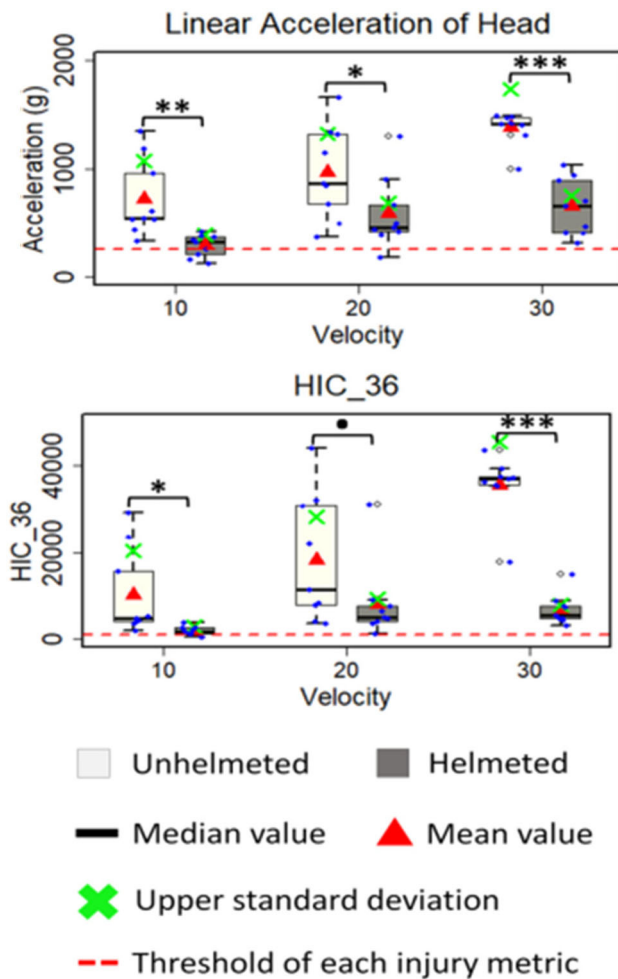 Linear Acceleration of Head
Acceleration (g)
2000
1000
0
**
*
***
10 20 30
Velocity
HIC_36
HIC_36
40000
20000
0
*
•
***
10 20 30
Velocity
Unhelmeted Helmeted
Median value Mean value
Upper standard deviation
Threshold of each injury metric